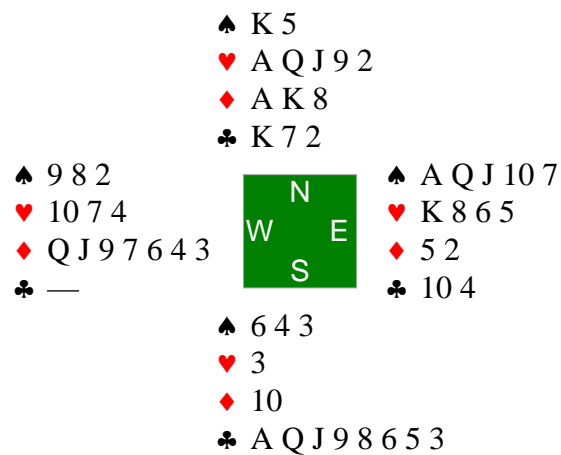 ♠ K 5
♥ A Q J 9 2
♦ A K 8
♣ K 7 2
♠ 9 8 2
♥ 10 7 4
♦ Q J 9 7 6 4 3
♣ —
N
W E
S
♠ A Q J 10 7
♥ K 8 6 5
♦ 5 2
♣ 10 4
♠ 6 4 3
♥ 3
♦ 10
♣ A Q J 9 8 6 5 3